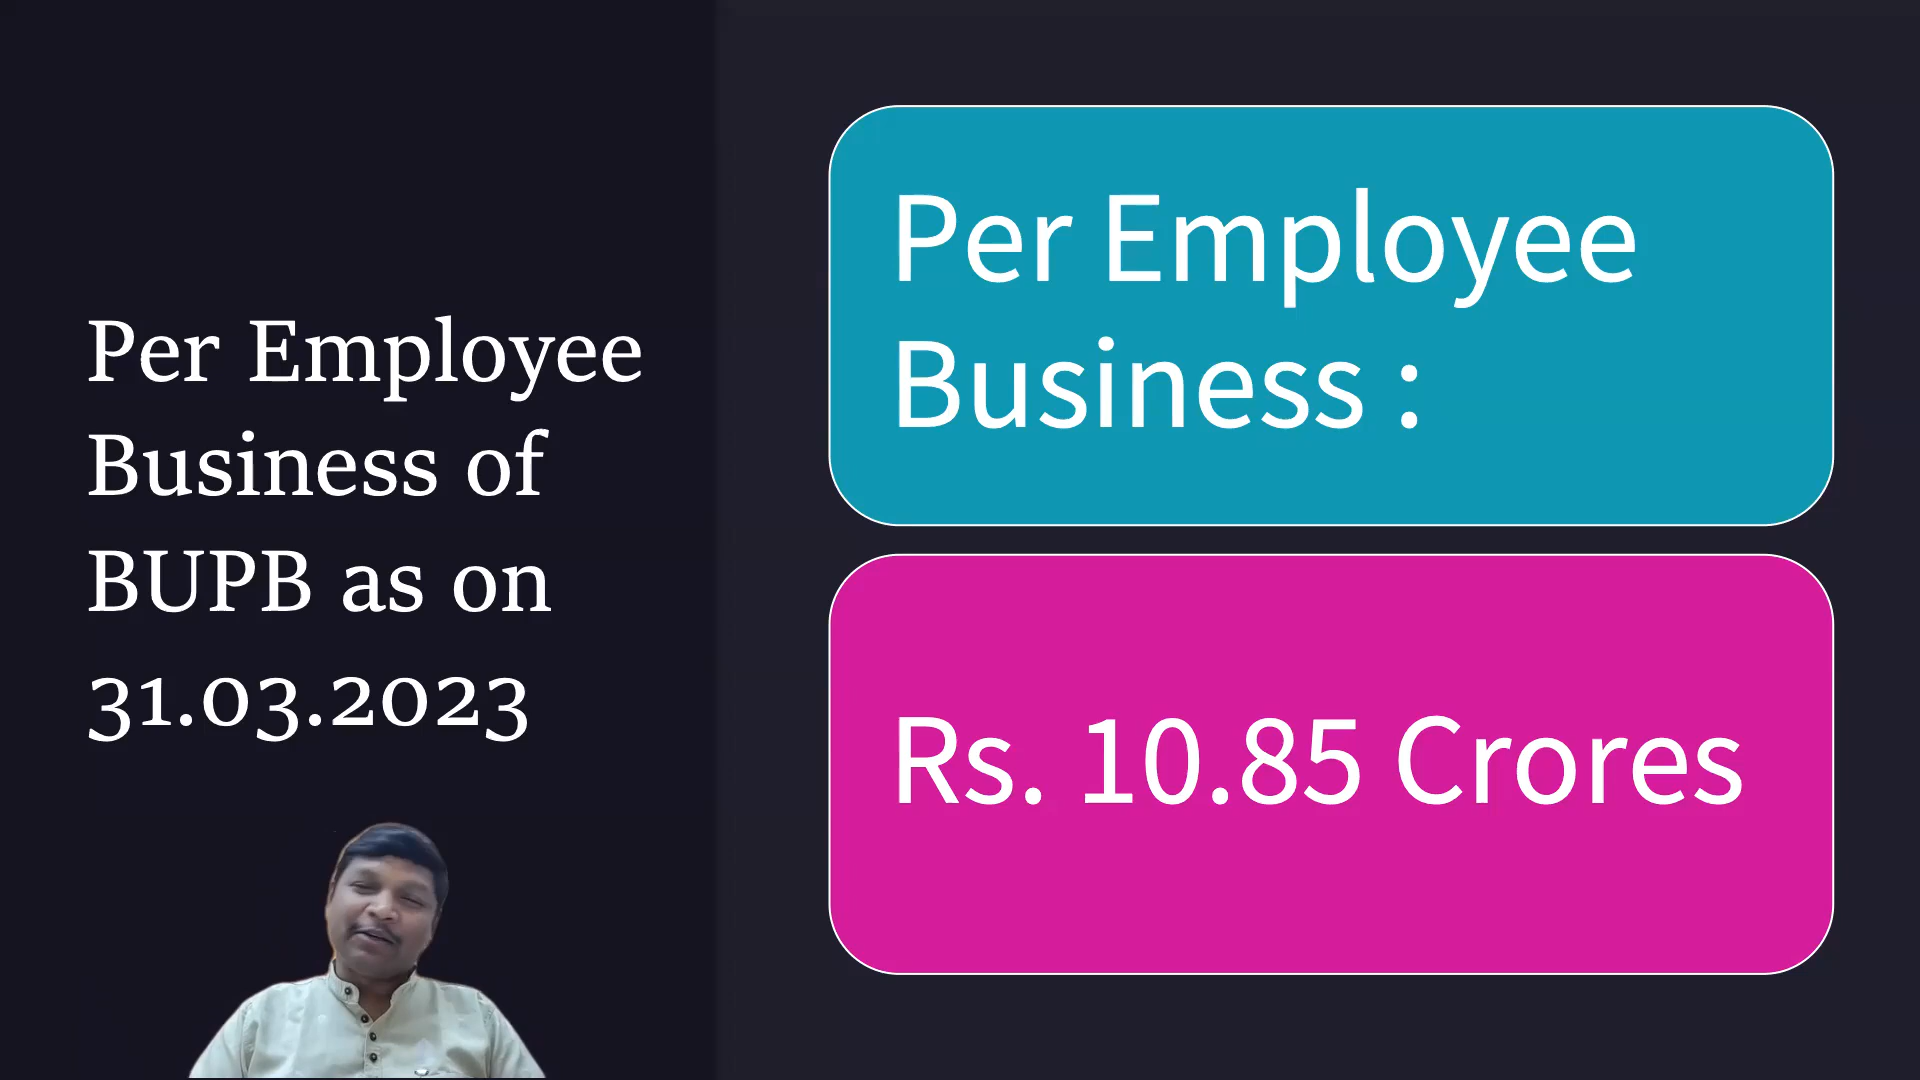 Per Employee
Business of
BUPB as on
31.03.2023
Per Employee
Business :
Rs. 10.85 Crores